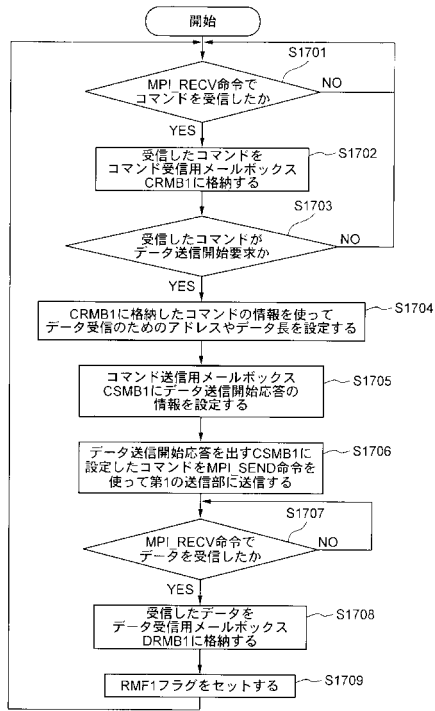 開始
S1701
MPI_RECV命令で
コマンドを受信したか
NO
YES
受信したコマンドを
コマンド受信用メールボックス
CRMB1に格納する
S1702
S1703
受信したコマンドが
データ送信開始要求か
NO
YES
CRMB1に格納したコマンドの情報を使って
データ受信のためのアドレスやデータ長を設定する
S1704
コマンド送信用メールボックス
CSMB1にデータ送信開始応答の
情報を設定する
S1705
データ送信開始応答を出すCSMB1に
設定したコマンドをMPI_SEND命令を
使って第1の送信部に送信する
S1706
S1707
MPI_RECV命令で
データを受信したか
NO
YES
受信したデータを
データ受信用メールボックス
DRMB1に格納する
S1708
RMF1フラグをセットする
S1709